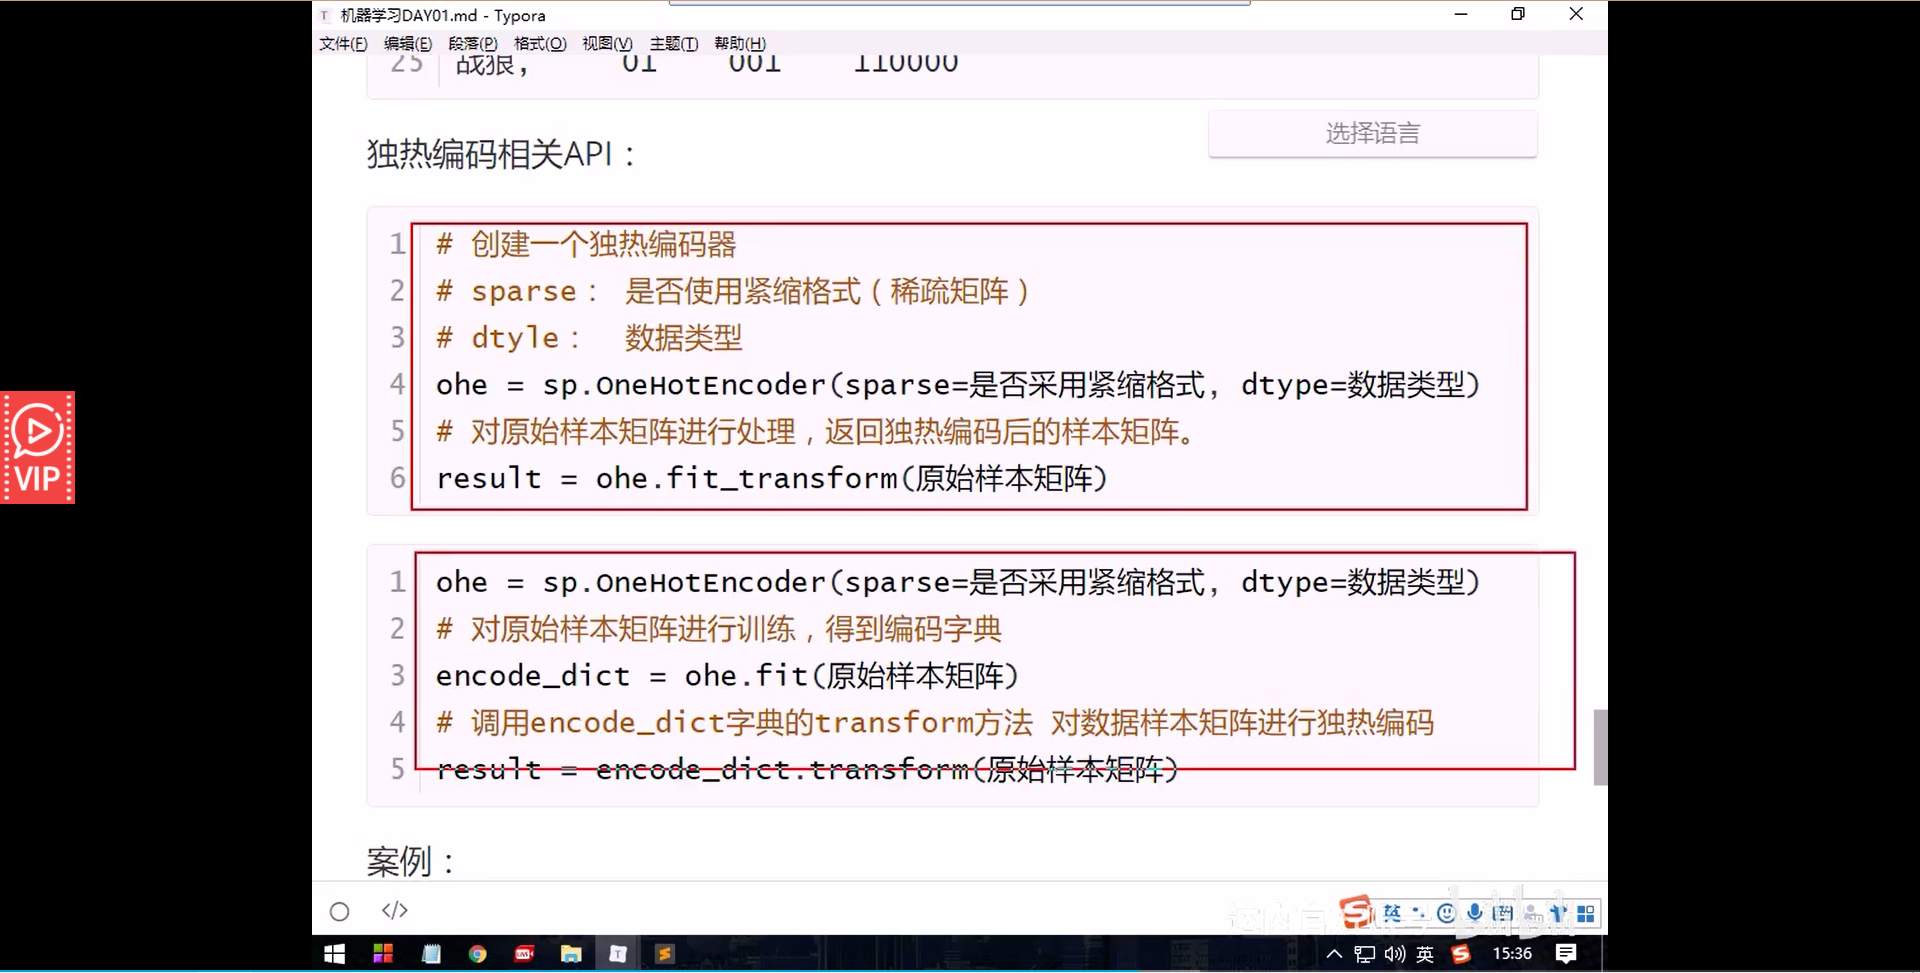 机器学习DAY01.md - Typora
文件(F) 编辑(E) 段落(P) 格式(O) 视图(V) 主题(T) 帮助(H)
25 战狼, 01 001 110000
选择语言
独热编码相关API：
1 # 创建一个独热编码器
2 # sparse： 是否使用紧缩格式（稀疏矩阵）
3 # dtyle： 数据类型
4 ohe = sp.OneHotEncoder(sparse=是否采用紧缩格式, dtype=数据类型)
5 # 对原始样本矩阵进行处理，返回独热编码后的样本矩阵。
6 result = ohe.fit_transform(原始样本矩阵)
VIP
1 ohe = sp.OneHotEncoder(sparse=是否采用紧缩格式, dtype=数据类型)
2 # 对原始样本矩阵进行训练，得到编码字典
3 encode_dict = ohe.fit(原始样本矩阵)
4 # 调用encode_dict字典的transform方法 对数据样本矩阵进行独热编码
5 result = encode_dict.transform(原始样本矩阵)
案例：
</> 
英
英 15:36